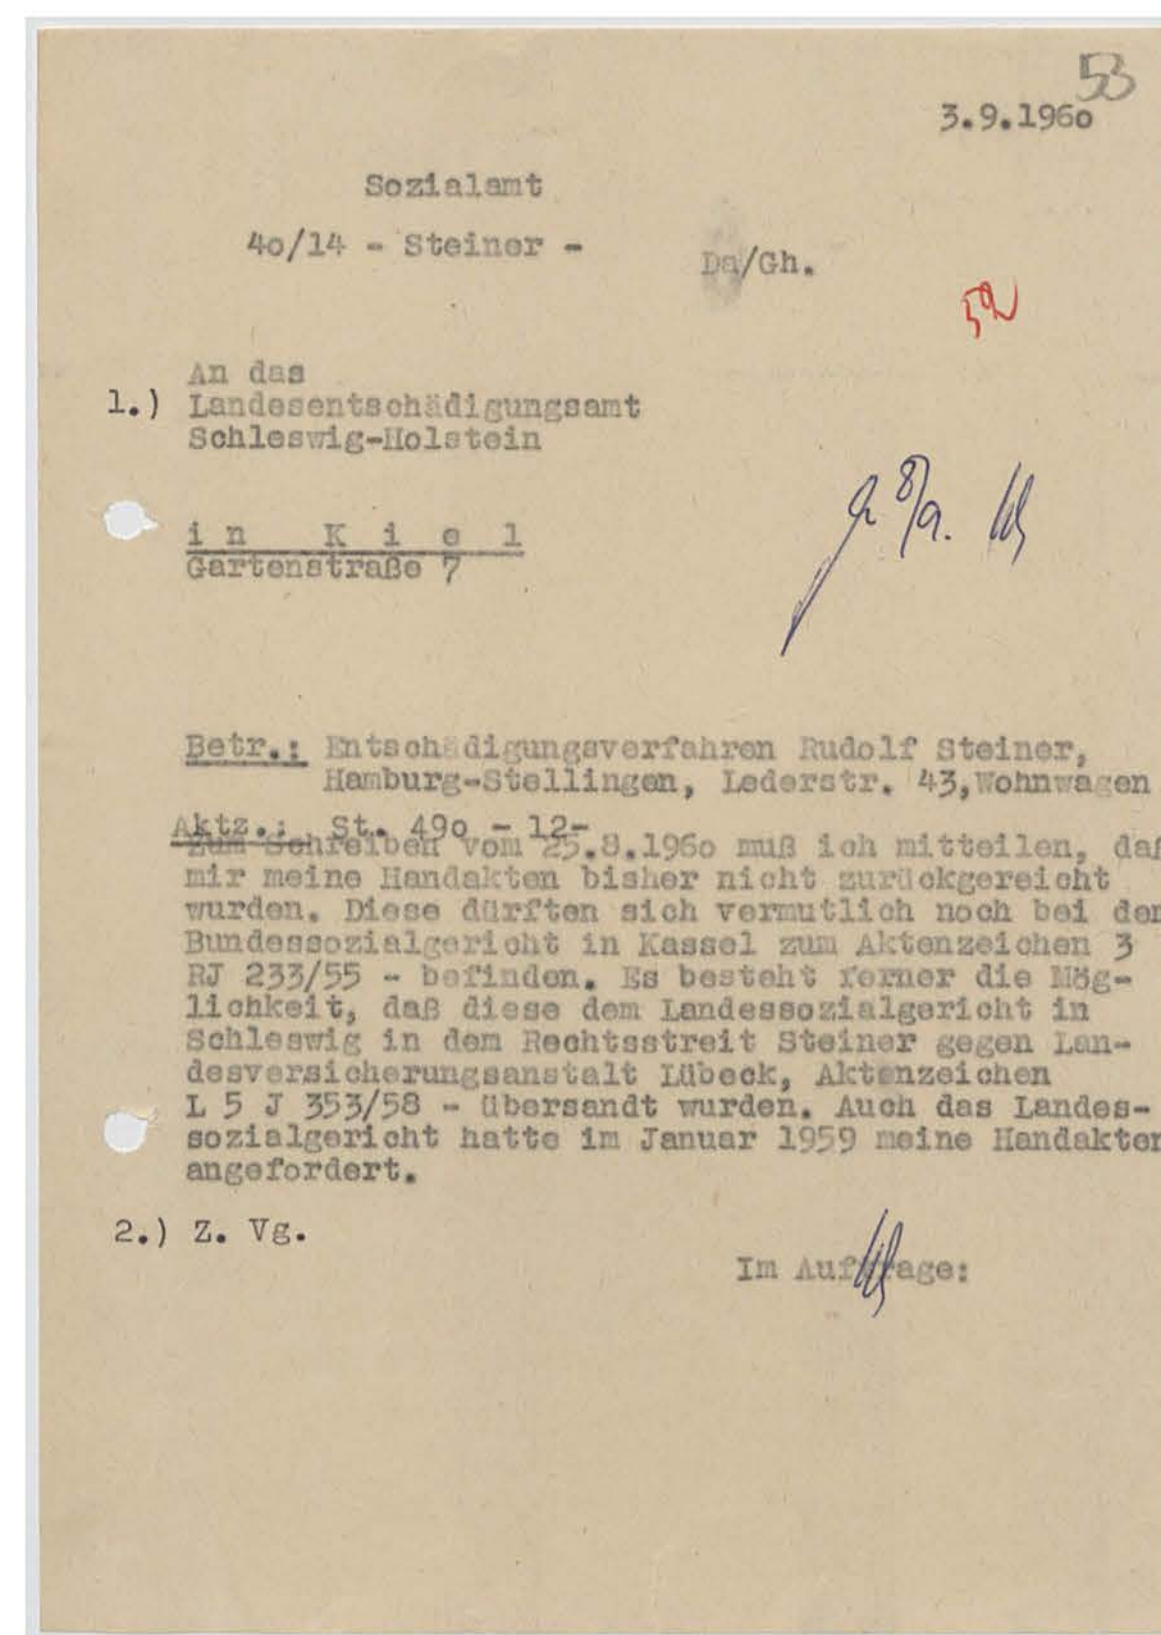 53
3.9.1960
Sozialamt
40/14 - Steiner -
Da/Gh.
52
An das
1.) Landesentschädigungsamt
Schleswig-Holstein
in Kiel
Gartenstraße 7
8/9.
Betr.: Entschädigungsverfahren Rudolf Steiner,
Hamburg-Stellingen, Lederstr. 43, Wohnwagen
Aktz.: St. 490 - 12-
Zum Schreiben vom 25.8.1960 muß ich mitteilen, daß
mir meine Handakten bisher nicht zurückgereicht
wurden. Diese dürften sich vermutlich noch bei dem
Bundessozialgericht in Kassel zum Aktenzeichen 3
RJ 233/55 - befinden. Es besteht ferner die Mög-
lichkeit, daß diese dem Landessozialgericht in
Schleswig in dem Rechtsstreit Steiner gegen Lan-
desversicherungsanstalt Lübeck, Aktenzeichen
L 5 J 353/58 - übersandt wurden. Auch das Landes-
sozialgericht hatte im Januar 1959 meine Handakten
angefordert.
2.) Z. Vg.
Im Auftrage: